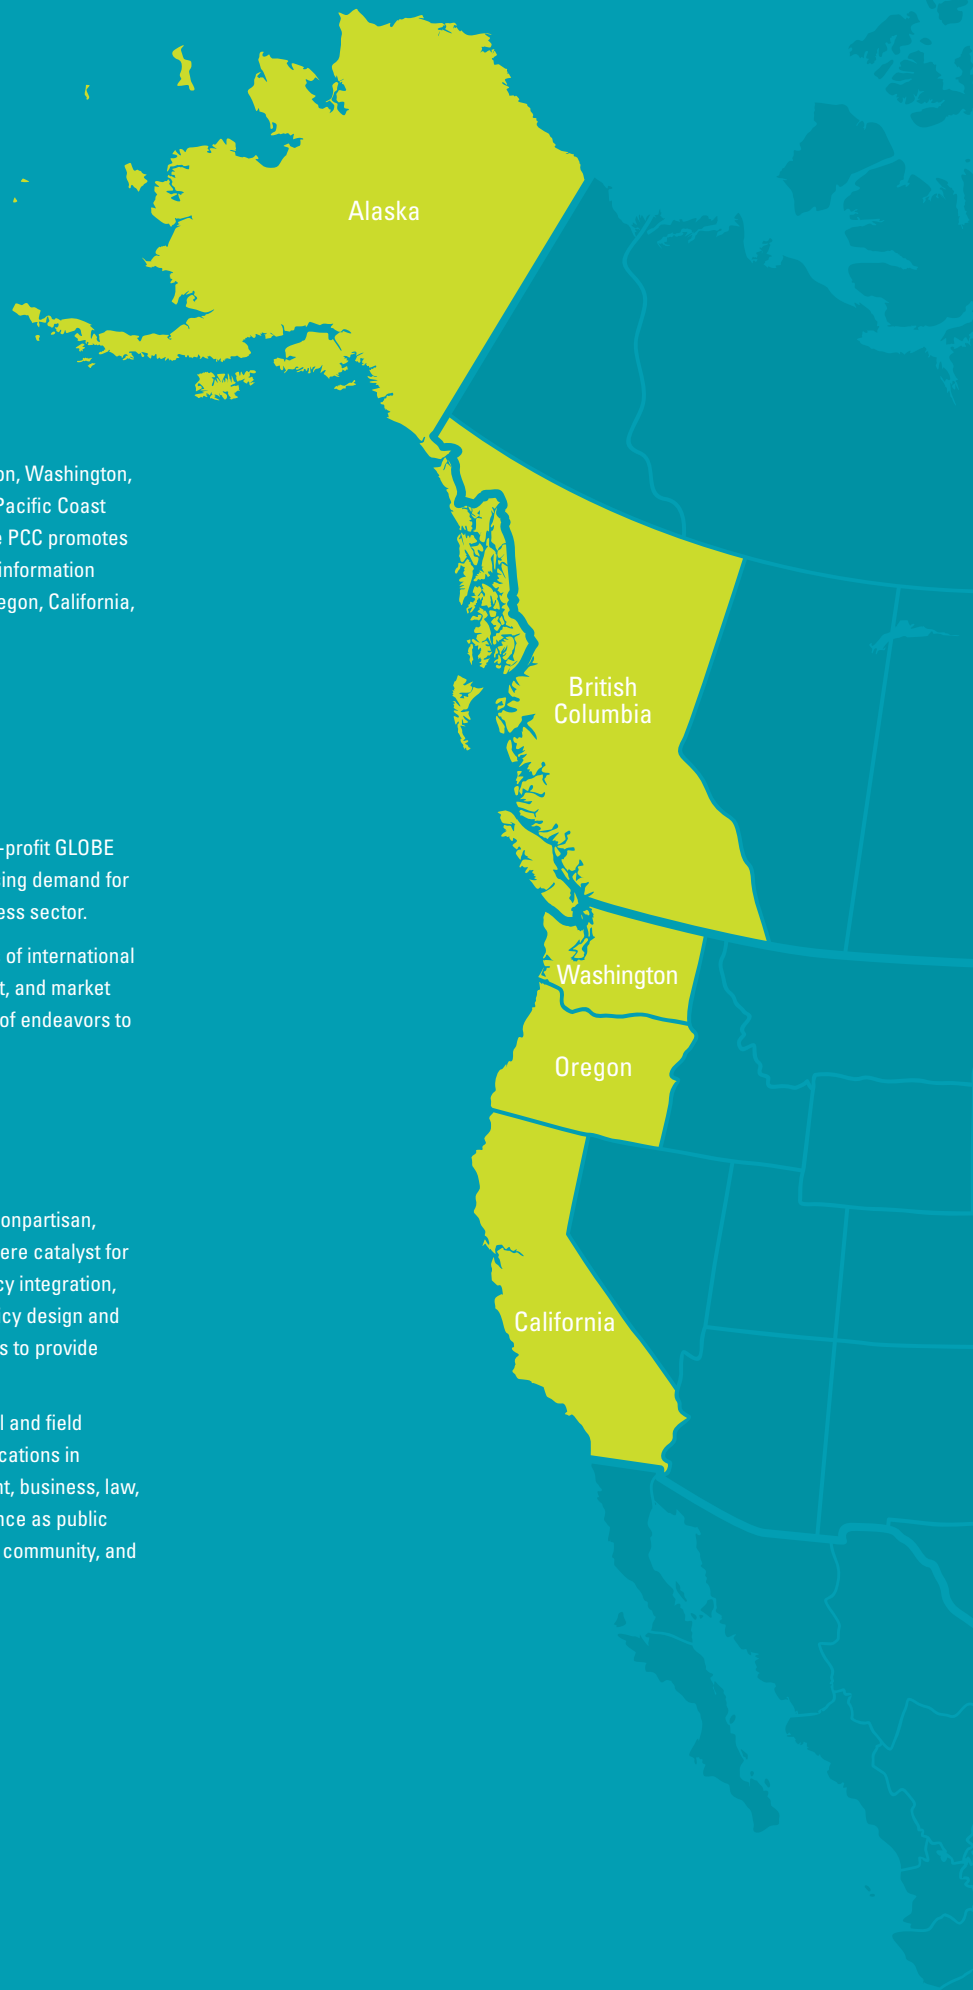 Alaska
on, Washington,
Pacific Coast
e PCC promotes
information
egon, California,
British
Columbia
-profit GLOBE
ing demand for
ess sector.
of international
t, and market
of endeavors to
Washington
Oregon
onpartisan,
ere catalyst for
cy integration,
icy design and
s to provide
California
l and field
cations in
nt, business, law,
nce as public
community, and